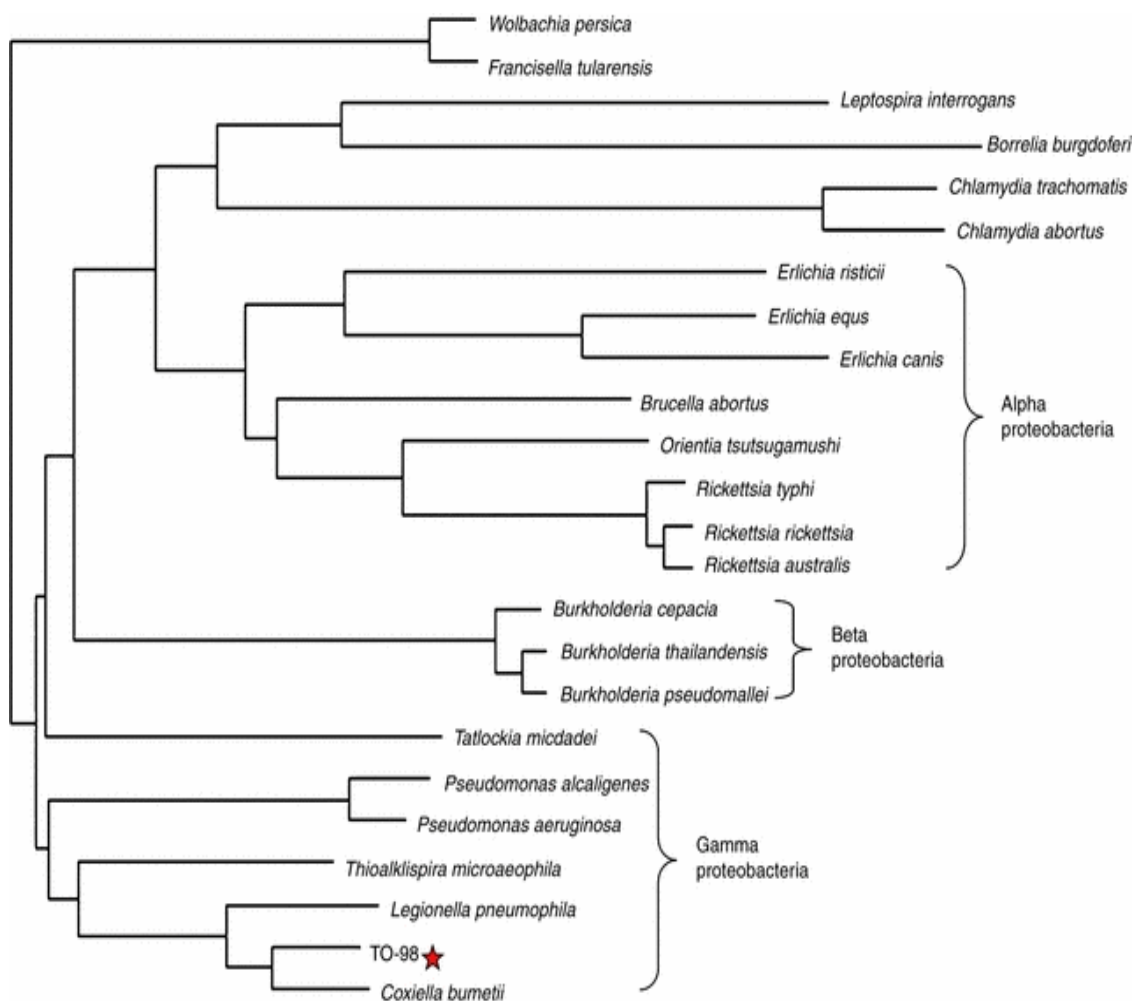 Wolbachia persica
Francisella tularensis
Leptospira interrogans
Borrelia burgdoferi
Chlamydia trachomatis
Chlamydia abortus
Erlichia risticii
Erlichia equs
Erlichia canis
Brucella abortus
Alpha
proteobacteria
Orientia tsutsugamushi
Rickettsia typhi
Rickettsia rickettsia
Rickettsia australis
Burkholderia cepacia
Burkholderia thailandensis
Burkholderia pseudomallei
Beta
proteobacteria
Tatlockia micdadei
Pseudomonas alcaligenes
Pseudomonas aeruginosa
Thioalklispira microaeophila
Gamma
proteobacteria
Legionella pneumophila
TO-98
Coxiella burnetii